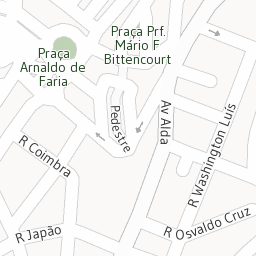 Praça Prf.
Mário F
Bittencourt
Praça
Arnaldo de
Faria
Pedestre
Av Alda
R Washington Luís
R Coimbra
R Japão
R Osvaldo Cruz